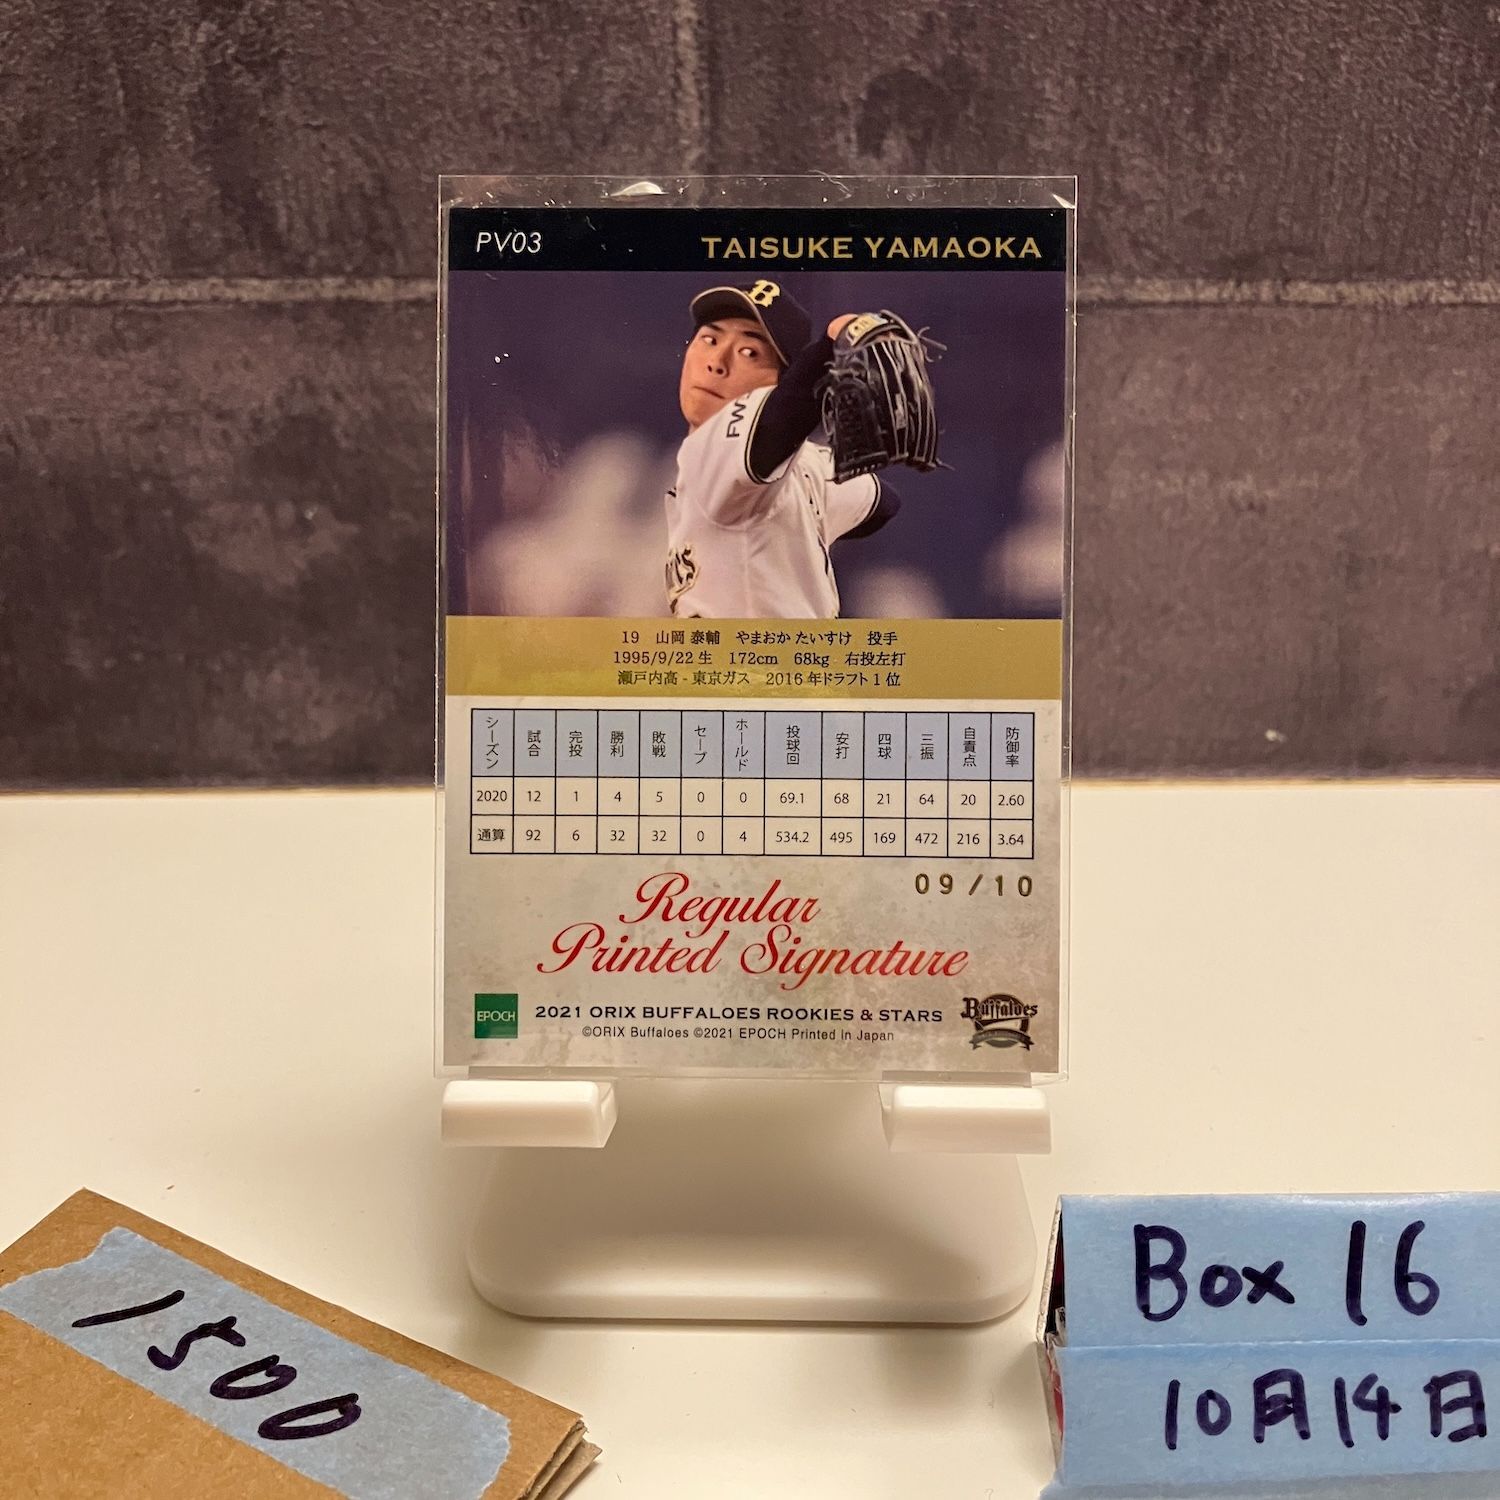 PV03 TAISUKE YAMAOKA
B
FW
19 山岡 泰輔 やまおか たいすけ 投手
1995/9/22 生 172cm 68kg 右投左打
瀬戸内高 - 東京ガス 2016 年ドラフト 1 位
シーズン 試合 完投 勝利 敗戦 セーブ ホールド 投球回 安打 四球 三振 自責点 防御率
2020 12 1 4 5 0 0 69.1 68 21 64 20 2.60
通算 92 6 32 32 0 4 534.2 495 169 472 216 3.64
09/10
Regular
Printed Signature
EPOCH 2021 ORIX BUFFALOES ROOKIES & STARS Buffaloes
©ORIX Buffaloes ©2021 EPOCH Printed in Japan
1500
Box 16
10月14日